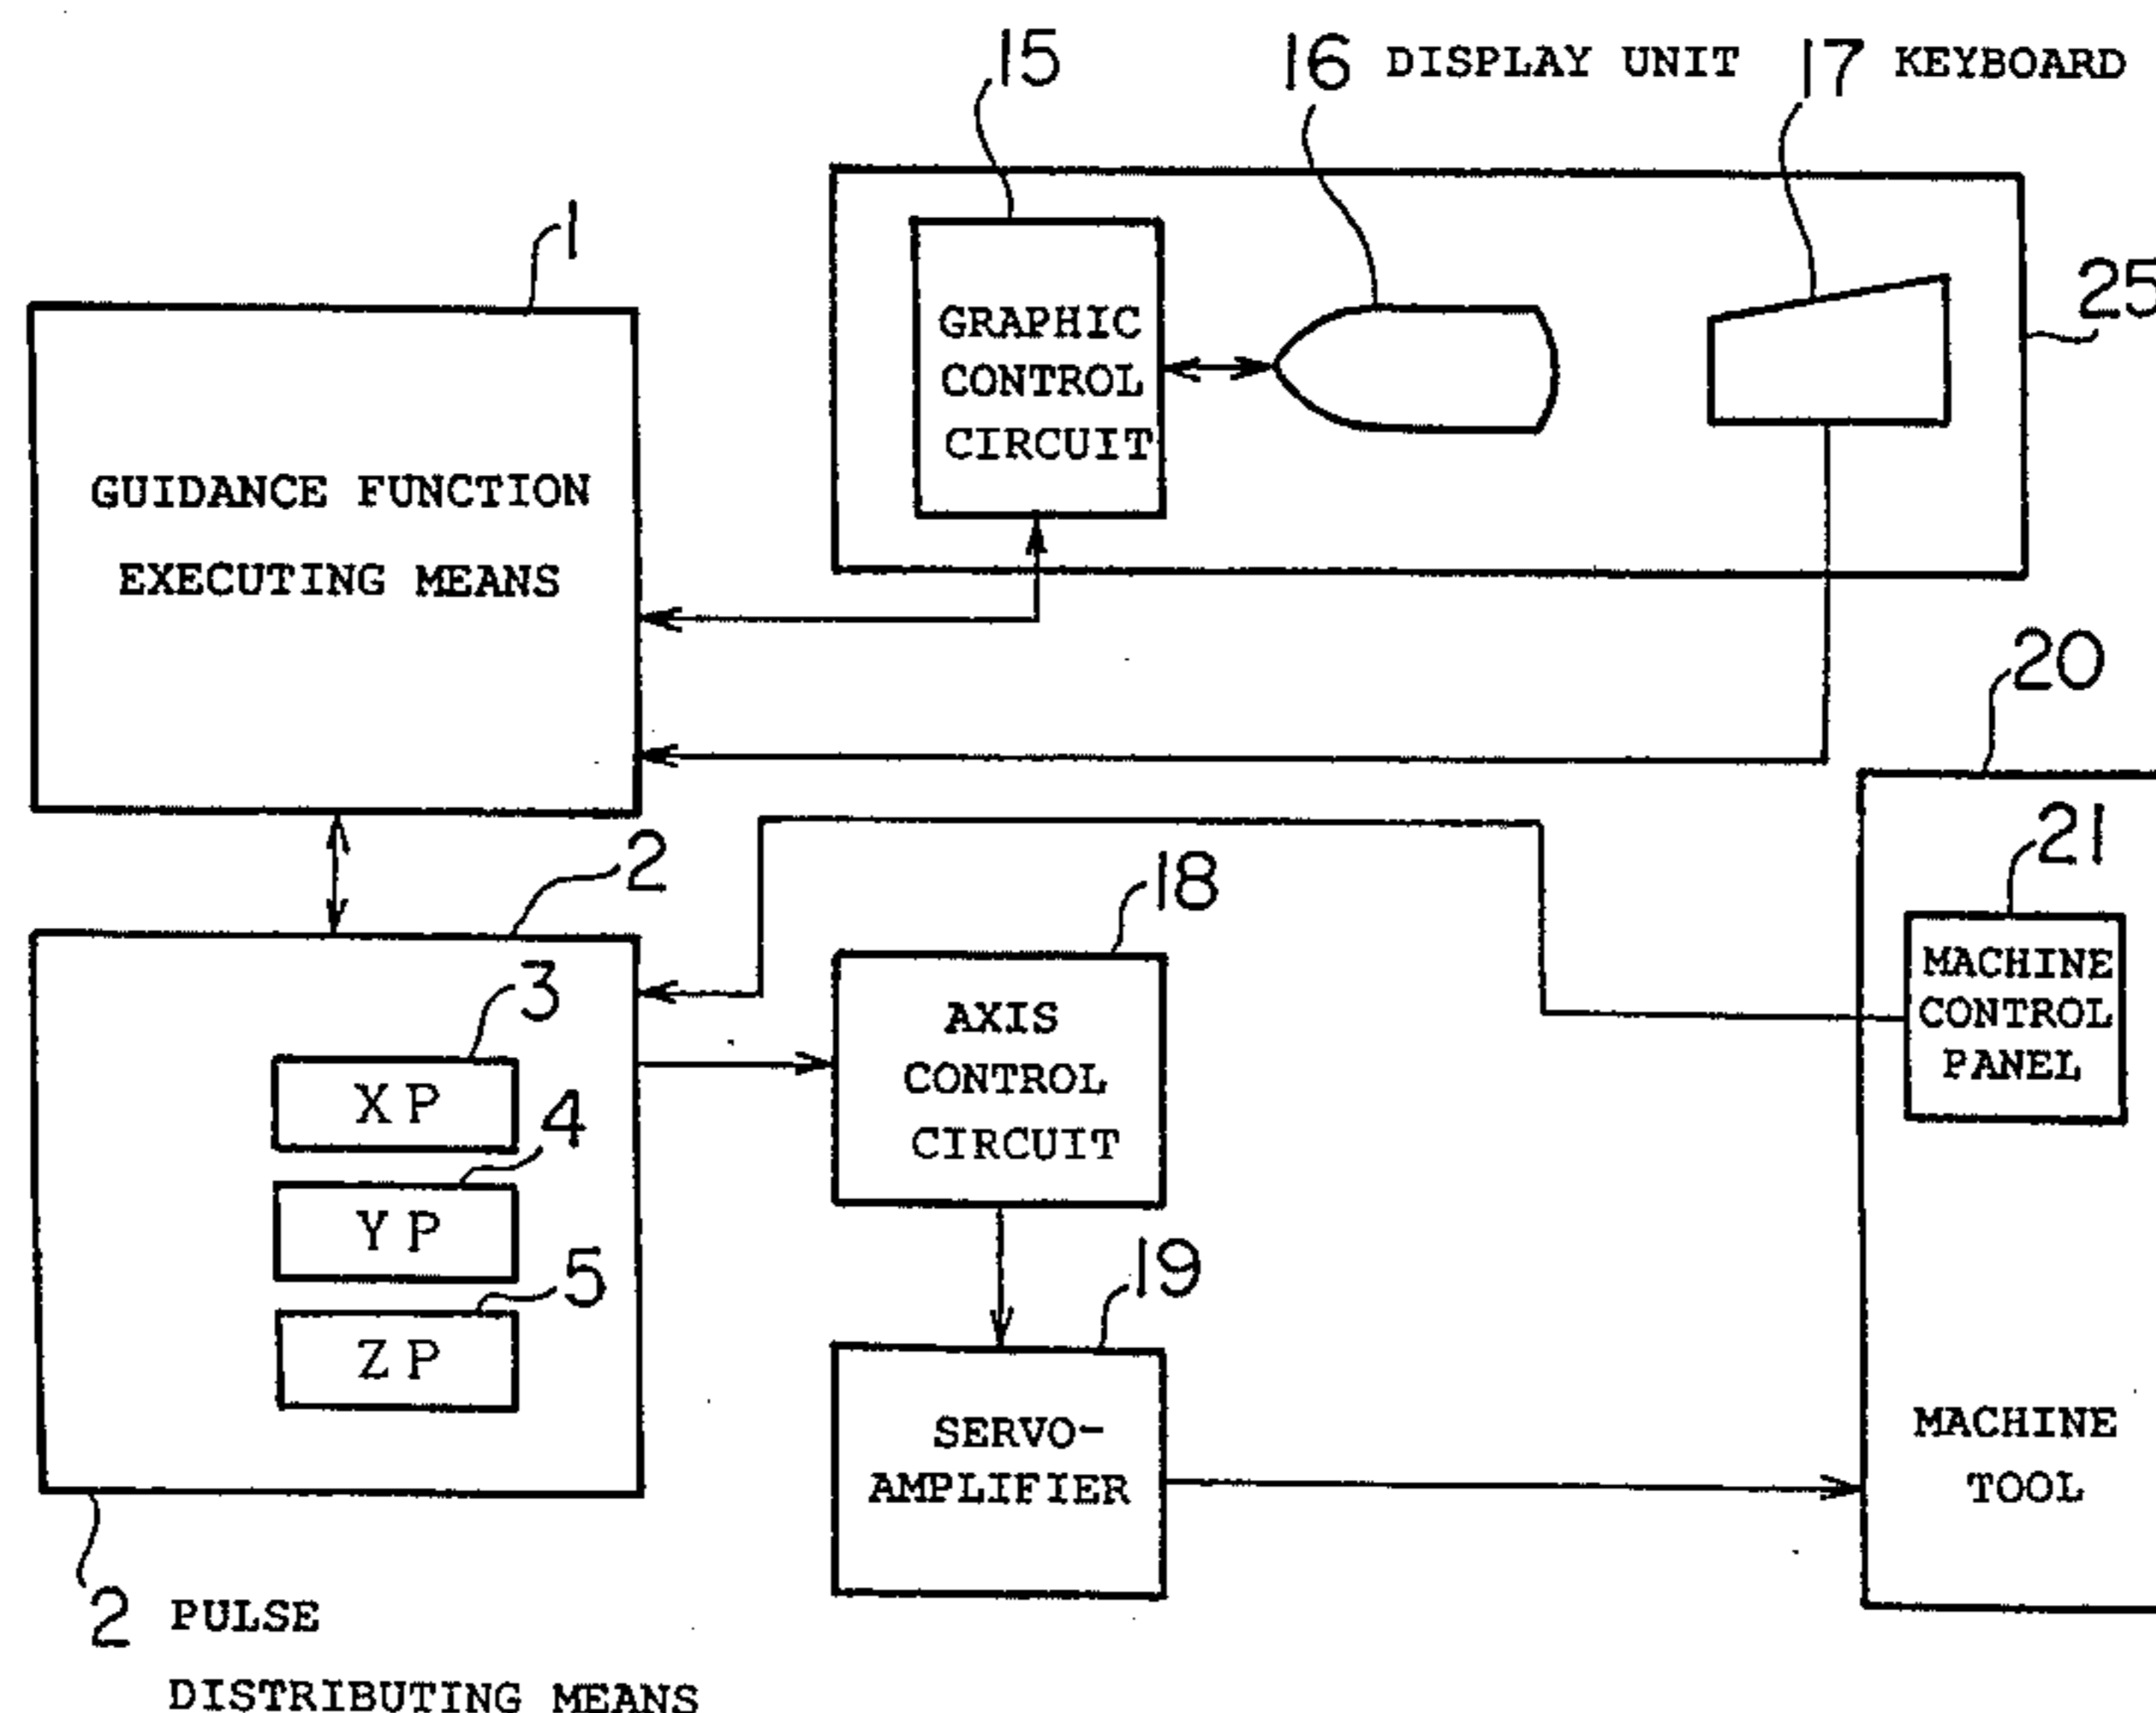 15
16 DISPLAY UNIT
17 KEYBOARD
1
25
GRAPHIC
CONTROL
CIRCUIT
GUIDANCE FUNCTION
EXECUTING MEANS
20
2
18
21
MACHINE
CONTROL
PANEL
3
XP
AXIS
CONTROL
CIRCUIT
4
YP
19
5
ZP
SERVO-
AMPLIFIER
MACHINE
TOOL
2 PULSE
DISTRIBUTING MEANS